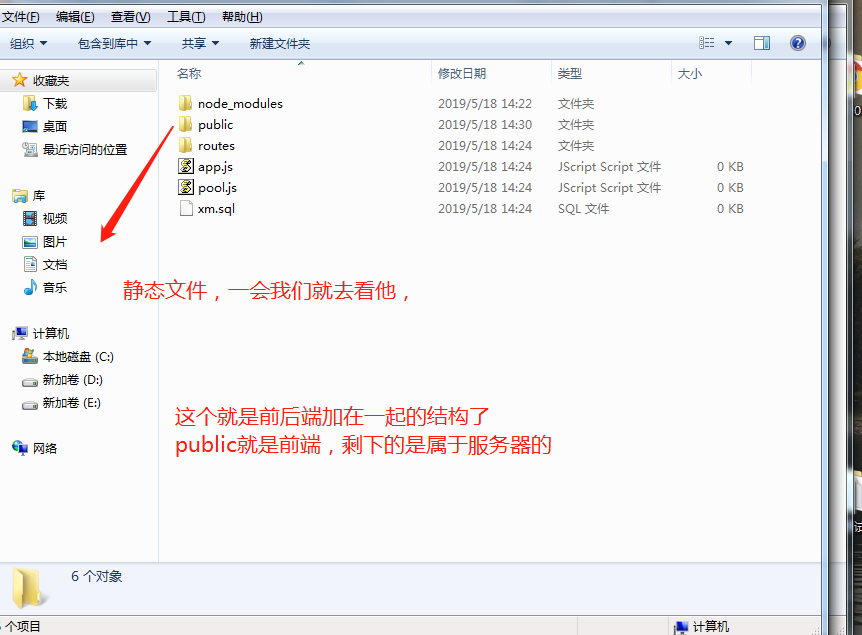 文件(F) 编辑(E) 查看(V) 工具(T) 帮助(H)
组织 包含到库中 共享 新建文件夹
收藏夹
下载
桌面
最近访问的位置
库
视频
图片
文档
音乐
计算机
本地磁盘 (C:)
新加卷 (D:)
新加卷 (E:)
网络
名称 修改日期 类型 大小
node_modules 2019/5/18 14:22 文件夹
public 2019/5/18 14:30 文件夹
routes 2019/5/18 14:24 文件夹
app.js 2019/5/18 14:24 JScript Script 文件 0 KB
pool.js 2019/5/18 14:24 JScript Script 文件 0 KB
xm.sql 2019/5/18 14:24 SQL 文件 0 KB
静态文件，一会我们就去看他，
这个就是前后端加在一起的结构了
public就是前端，剩下的是属于服务器的
6 个对象
个项目 计算机